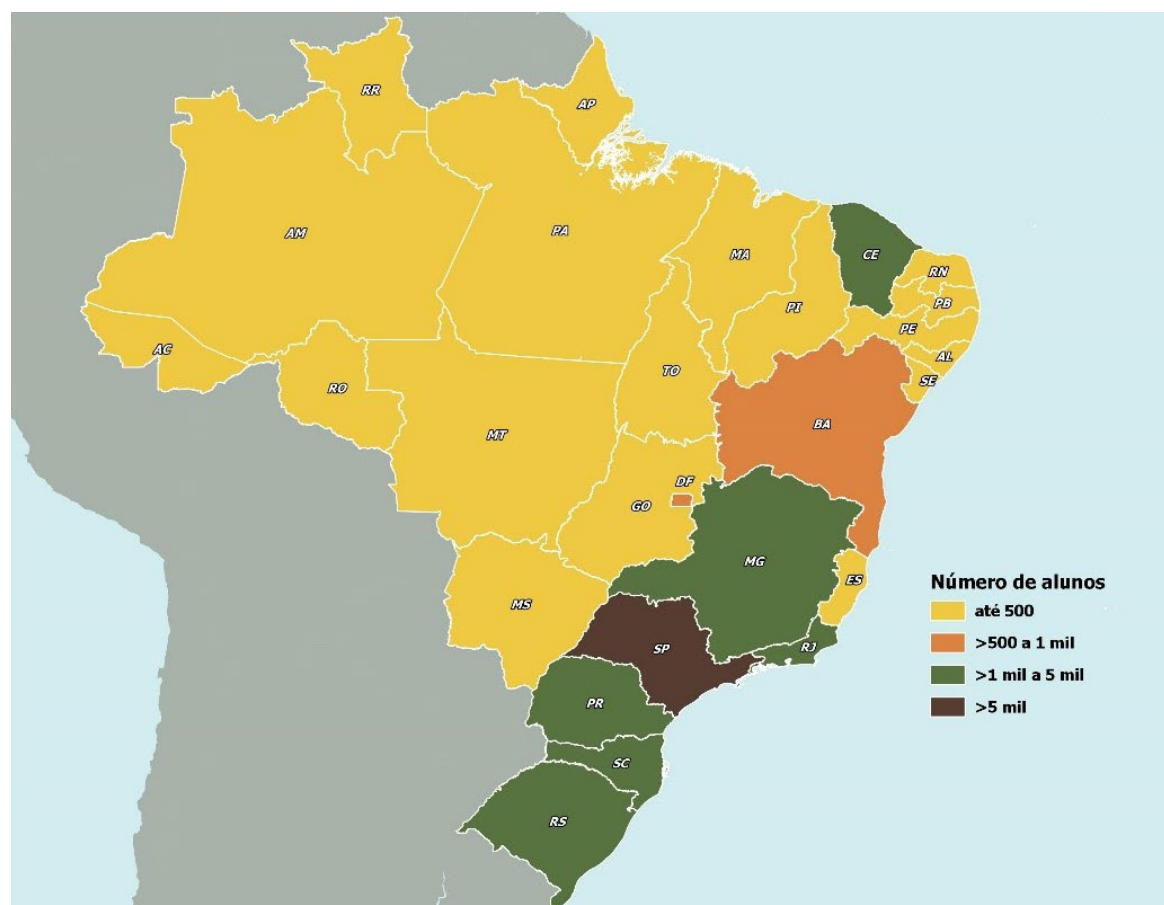 RR
AP
AM
PA
MA
CE
RN
PB
PI
PE
AL
SE
AC
RO
TO
BA
MT
DF
GO
MG
ES
MS
SP
RJ
PR
SC
RS
Número de alunos
até 500
>500 a 1 mil
>1 mil a 5 mil
>5 mil